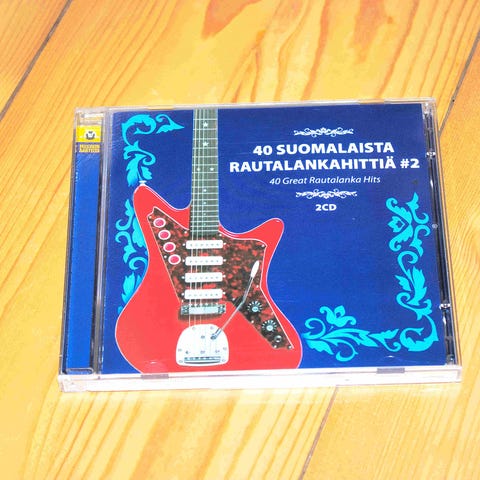 40 SUOMALAISTA
RAUTALANKAHITTIÄ #2
40 Great Rautalanka Hits
2CD